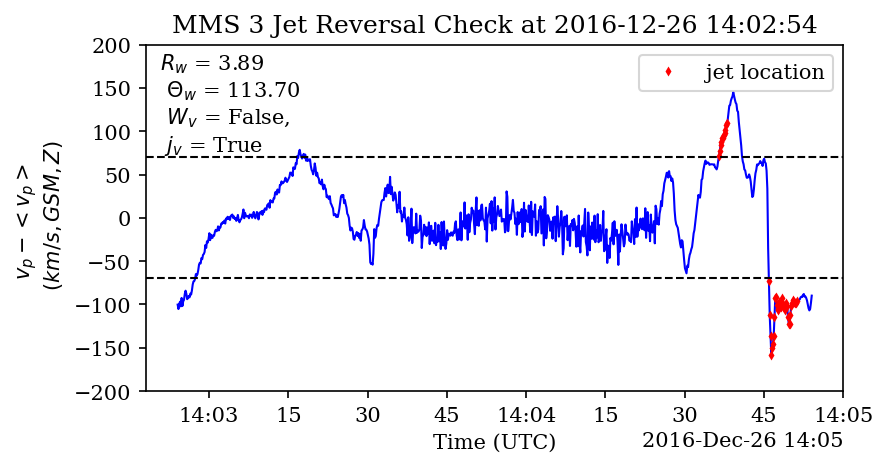 MMS 3 Jet Reversal Check at 2016-12-26 14:02:54
R_w = 3.89
Θ_w = 113.70
W_v = False,
j_v = True
jet location
v_p − < v_p >
(km/s, GSM, Z)
200
150
100
50
0
−50
−100
−150
−200
14:03 15 30 45 14:04 15 30 45 14:05
Time (UTC)
2016-Dec-26 14:05